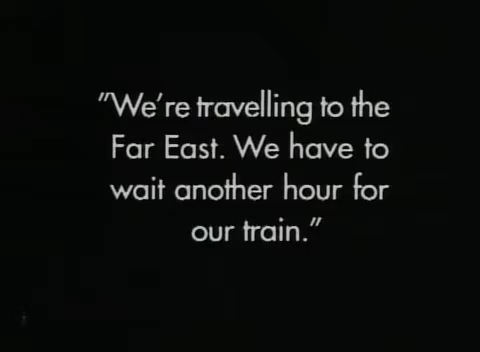 "We're travelling to the
Far East. We have to
wait another hour for
our train."